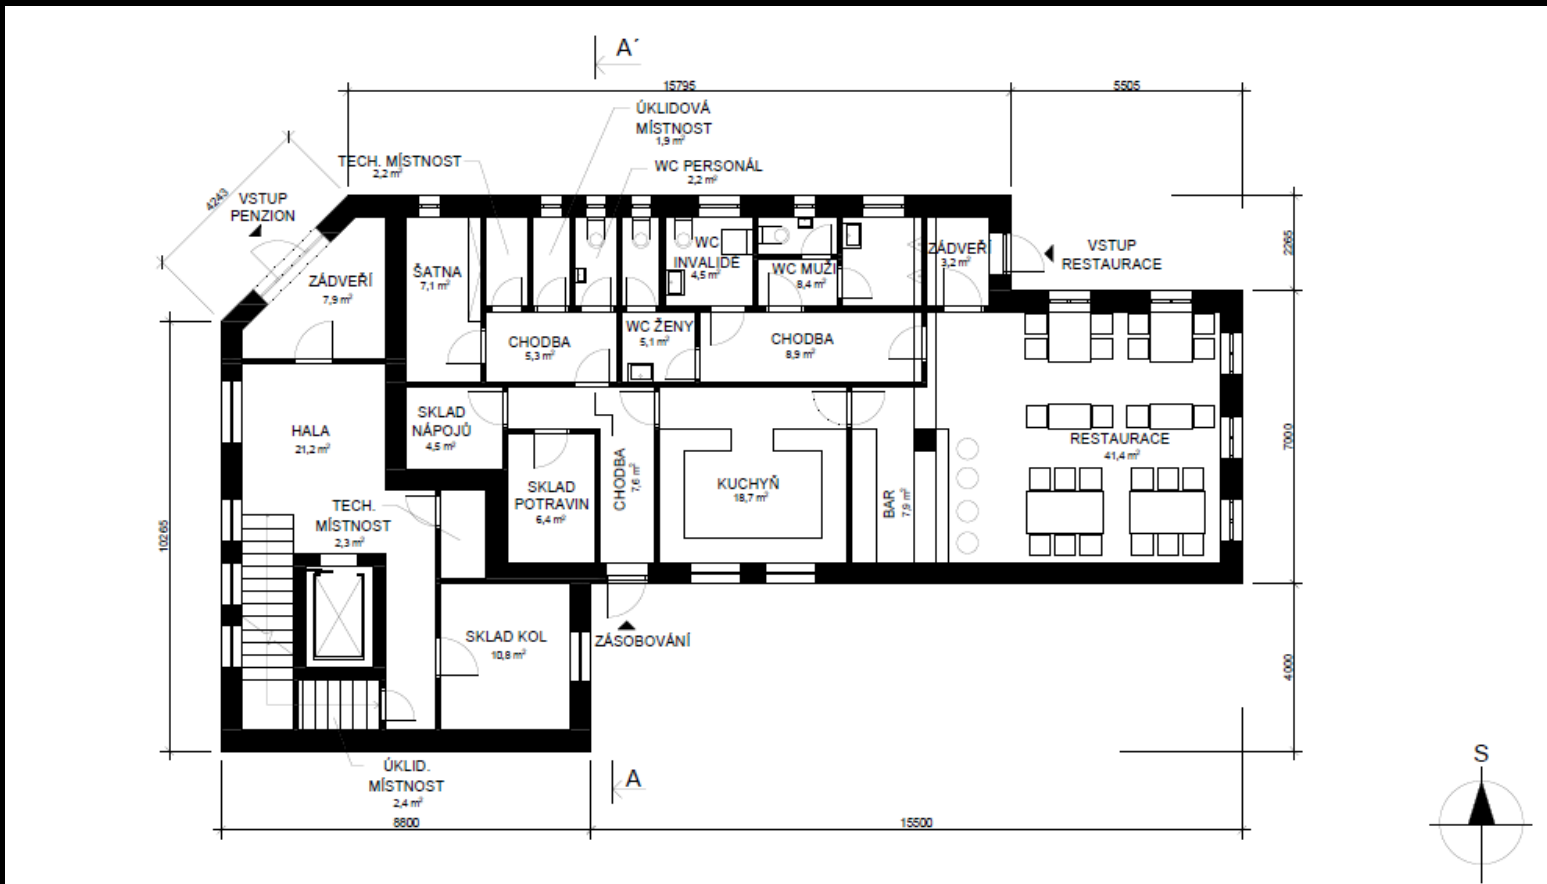 A´
15795
5505
ÚKLIDOVÁ
MÍSTNOST
1,9 m²
TECH. MÍSTNOST
2,2 m²
WC PERSONÁL
2,2 m²
4243
VSTUP
PENZION
ZÁDVEŘÍ
7,9 m²
ŠATNA
7,1 m²
WC
INVALIDÉ
4,5 m²
WC MUŽI
8,4 m²
ZÁDVEŘÍ
3,2 m²
VSTUP
RESTAURACE
2265
CHODBA
5,3 m²
WC ŽENY
5,1 m²
CHODBA
8,9 m²
HALA
21,2 m²
SKLAD
NÁPOJŮ
4,5 m²
RESTAURACE
41,4 m²
7000
SKLAD
POTRAVIN
6,4 m²
CHODBA
7,6 m²
KUCHYŇ
18,7 m²
BAR
7,9 m²
TECH.
MÍSTNOST
2,3 m²
10265
SKLAD KOL
10,8 m²
ZÁSOBOVÁNÍ
4000
ÚKLID.
MÍSTNOST
2,4 m²
A
8800
15500
S